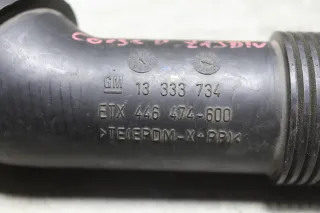 GM 13 333 734
ETX 446 474-600
>TE(EPDM-X+PP)<